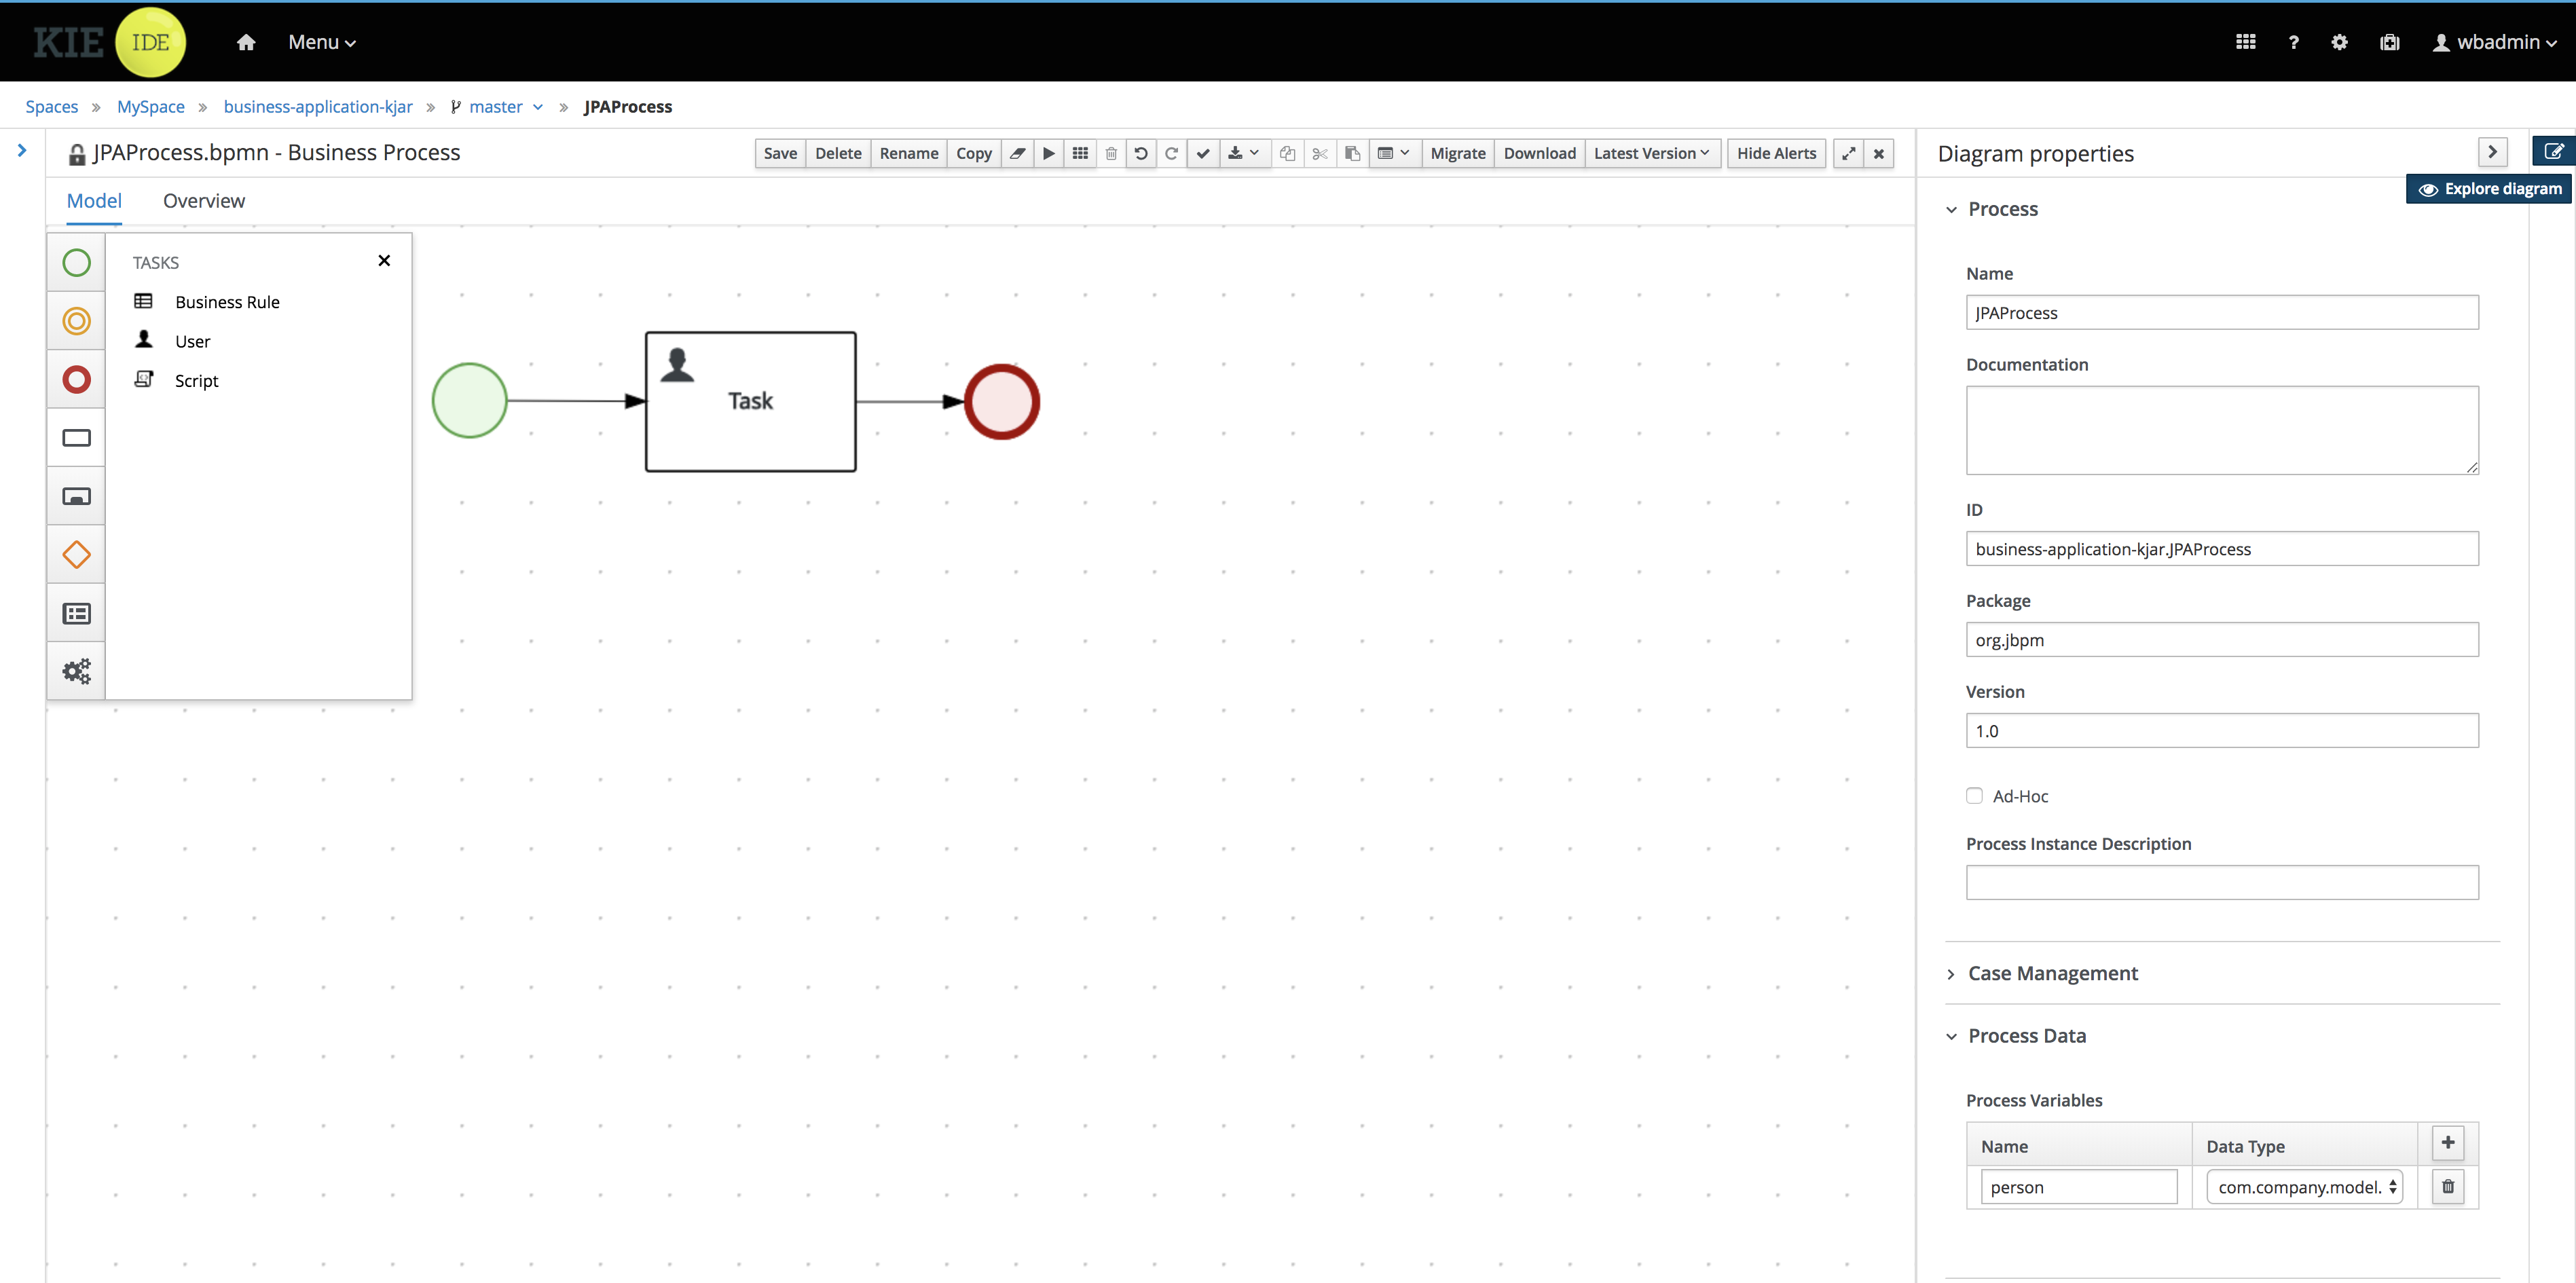 KIE IDE Menu ? wbadmin
Spaces » MySpace » business-application-kjar » master » JPAProcess
JPAProcess.bpmn - Business Process
Save Delete Rename Copy Migrate Download Latest Version Hide Alerts
Diagram properties
Explore diagram
Model Overview
TASKS
Business Rule
User
Script
Task
Process
Name
JPAProcess
Documentation
ID
business-application-kjar.JPAProcess
Package
org.jbpm
Version
1.0
Ad-Hoc
Process Instance Description
Case Management
Process Data
Process Variables
Name Data Type
person com.company.model.